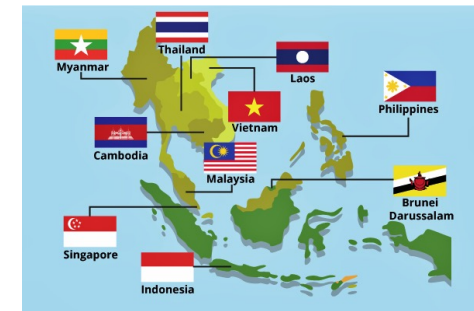 Thailand
Myanmar
Laos
Philippines
Vietnam
Cambodia
Malaysia
Brunei
Darussalam
Singapore
Indonesia